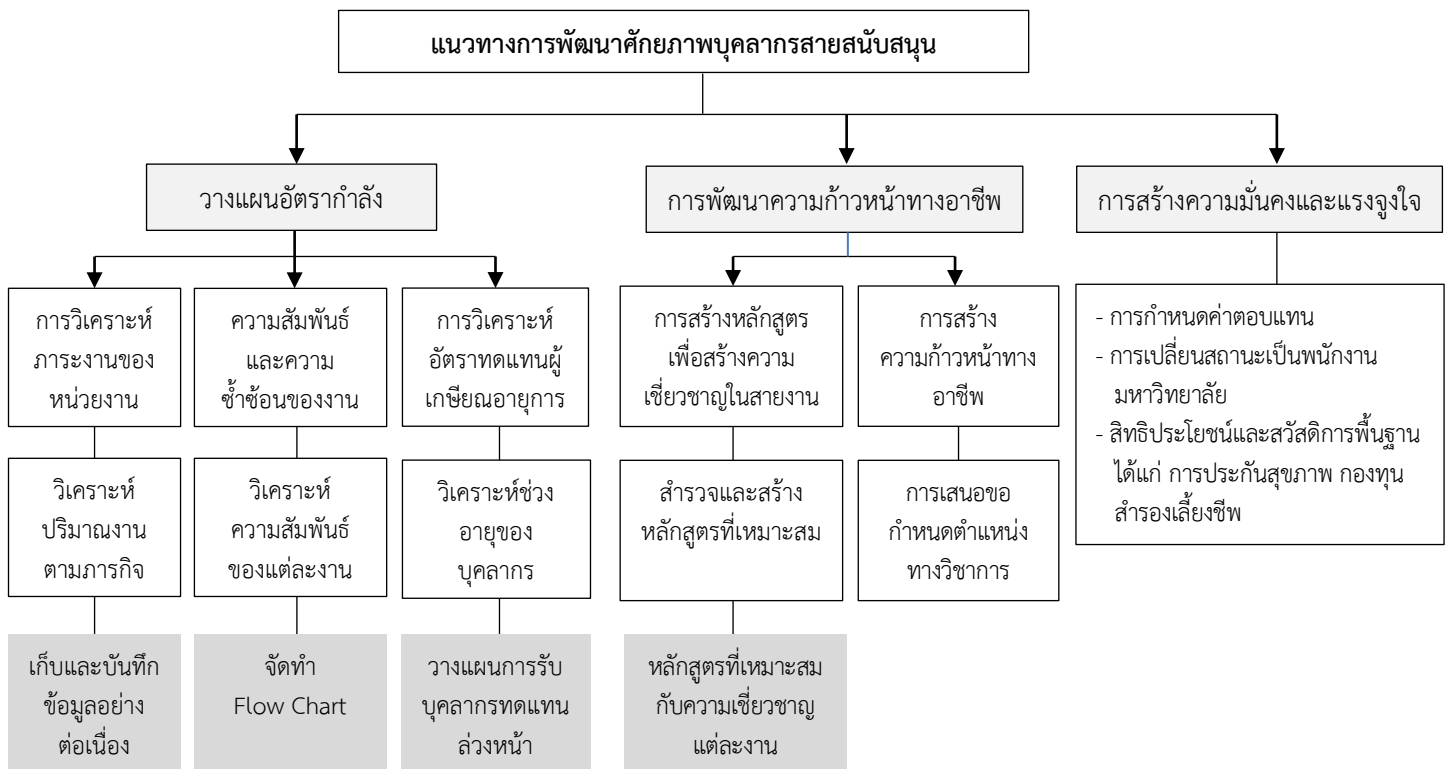 แนวทางการพัฒนาศักยภาพบุคลากรสายสนับสนุน
วางแผนอัตรากำลัง
การพัฒนาความก้าวหน้าทางอาชีพ
การสร้างความมั่นคงและแรงจูงใจ
การวิเคราะห์
ภาระงานของ
หน่วยงาน
ความสัมพันธ์
และความ
ซ้ำซ้อนของงาน
การวิเคราะห์
อัตราทดแทนผู้
เกษียณอายุการ
การสร้างหลักสูตร
เพื่อสร้างความ
เชี่ยวชาญในสายงาน
การสร้าง
ความก้าวหน้าทาง
อาชีพ
- การกำหนดค่าตอบแทน
- การเปลี่ยนสถานะเป็นพนักงาน
มหาวิทยาลัย
- สิทธิประโยชน์และสวัสดิการพื้นฐาน
ได้แก่ การประกันสุขภาพ กองทุน
สำรองเลี้ยงชีพ
วิเคราะห์
ปริมาณงาน
ตามภารกิจ
วิเคราะห์
ความสัมพันธ์
ของแต่ละงาน
วิเคราะห์ช่วง
อายุของ
บุคลากร
สำรวจและสร้าง
หลักสูตรที่เหมาะสม
การเสนอขอ
กำหนดตำแหน่ง
ทางวิชาการ
เก็บและบันทึก
ข้อมูลอย่าง
ต่อเนื่อง
จัดทำ
Flow Chart
วางแผนการรับ
บุคลากรทดแทน
ล่วงหน้า
หลักสูตรที่เหมาะสม
กับความเชี่ยวชาญ
แต่ละงาน